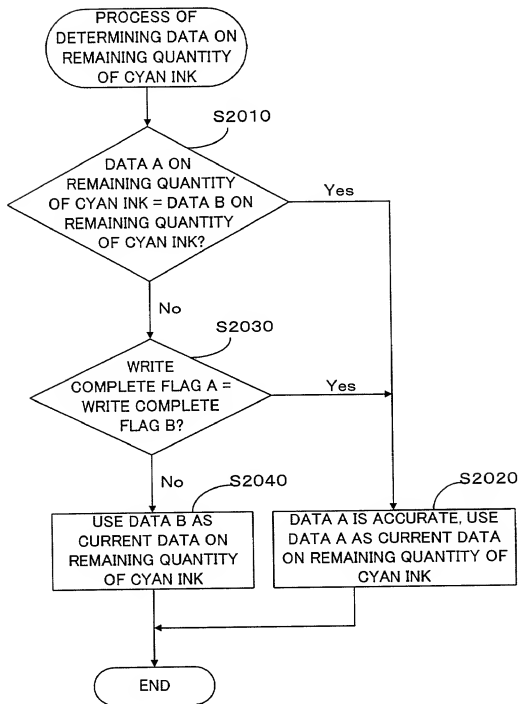 PROCESS OF
DETERMINING DATA ON
REMAINING QUANTITY
OF CYAN INK
S2010
DATA A ON
REMAINING QUANTITY
OF CYAN INK = DATA B ON
REMAINING QUANTITY
OF CYAN INK?
Yes
No
S2030
WRITE
COMPLETE FLAG A =
WRITE COMPLETE
FLAG B?
Yes
No
S2040
USE DATA B AS
CURRENT DATA ON
REMAINING QUANTITY
OF CYAN INK
S2020
DATA A IS ACCURATE, USE
DATA A AS CURRENT DATA
ON REMAINING QUANTITY OF
CYAN INK
END